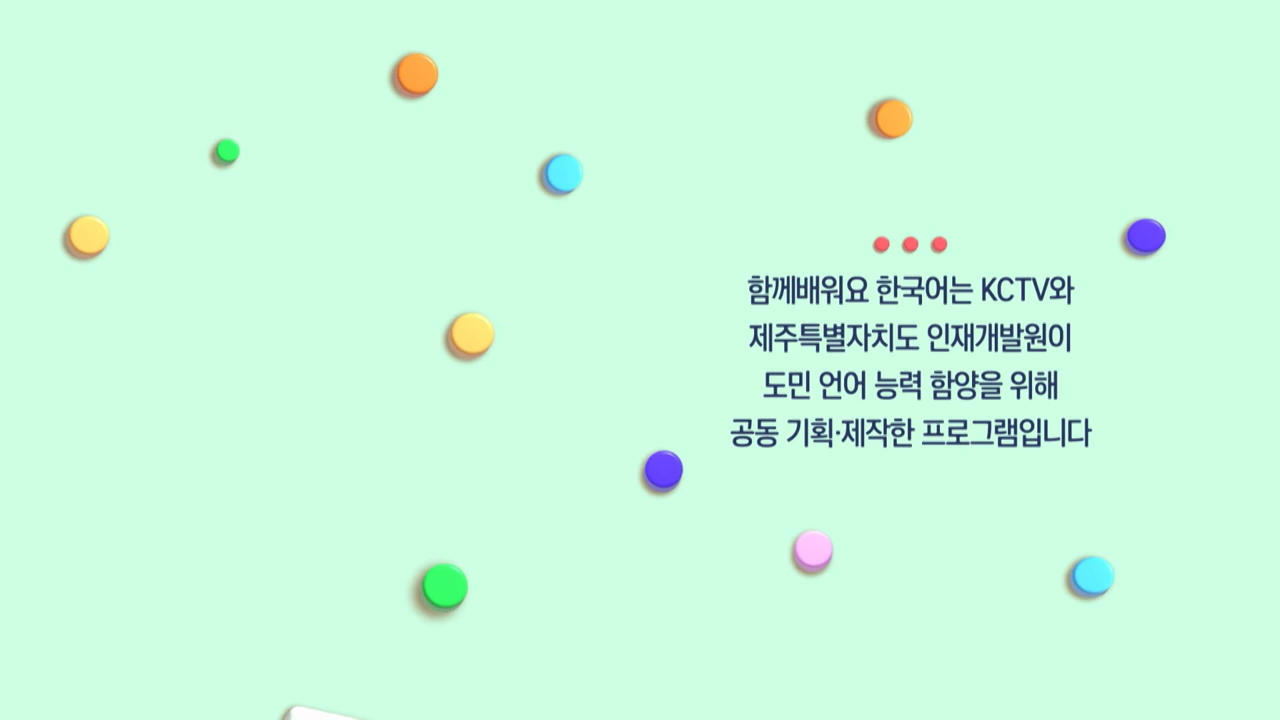 함께배워요 한국어는 KCTV와
제주특별자치도 인재개발원이
도민 언어 능력 함양을 위해
공동 기획·제작한 프로그램입니다